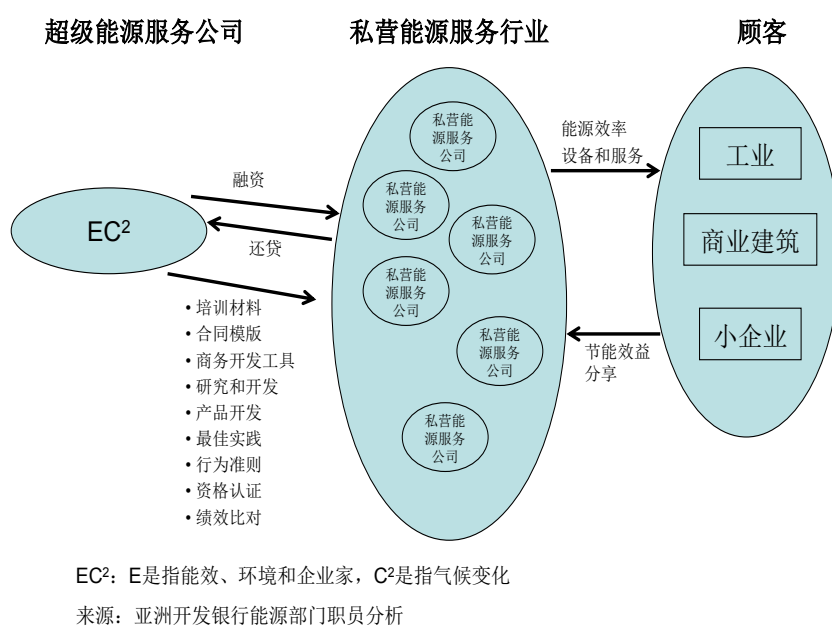 超级能源服务公司
私营能源服务行业
顾客
EC²
融资
还贷
• 培训材料
• 合同模版
• 商务开发工具
• 研究和开发
• 产品开发
• 最佳实践
• 行为准则
• 资格认证
• 绩效比对
私营能
源服务
公司
私营能
源服务
公司
私营能
源服务
公司
私营能
源服务
公司
私营能
源服务
公司
私营能
源服务
公司
能源效率
设备和服务
节能效益
分享
工业
商业建筑
小企业
EC²：E是指能效、环境和企业家，C²是指气候变化
来源：亚洲开发银行能源部门职员分析